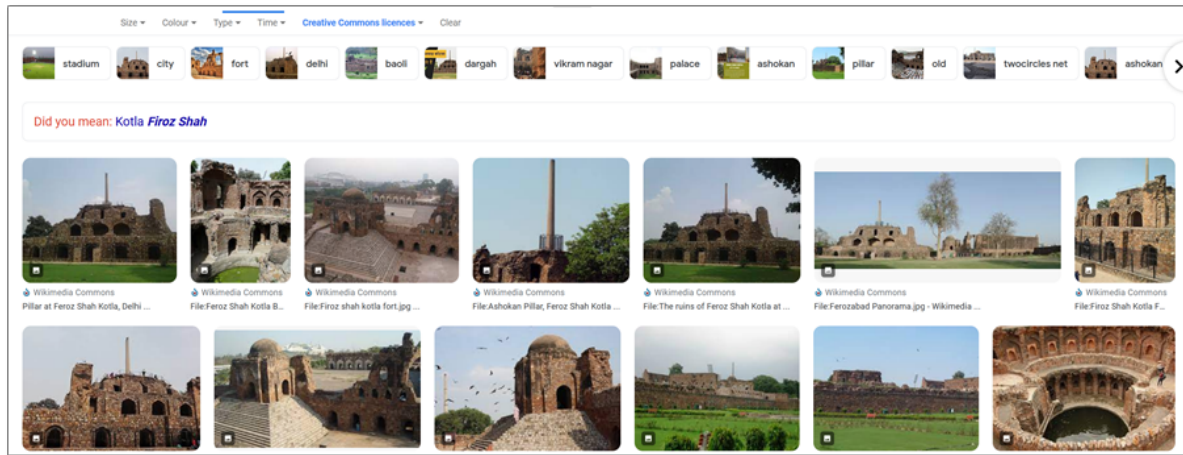 Size Colour Type Time Creative Commons licences Clear
stadium city fort delhi baoli dargah vikram nagar palace ashokan pillar old twocircles net ashokan
Did you mean: Kotla Firoz Shah
Wikimedia Commons Wikimedia Commons Wikimedia Commons Wikimedia Commons Wikimedia Commons Wikimedia Commons Wikimedia Commons
Pillar at Feroz Shah Kotla, Delhi ... File:Feroz Shah Kotla B... File:Firoz shah kotla fort.jpg ... File:Ashokan Pillar, Feroz Shah Kotla ... File:The ruins of Feroz Shah Kotla at ... File:Ferozabad Panorama.jpg - Wikimedia ... File:Firoz Shah Kotla F...